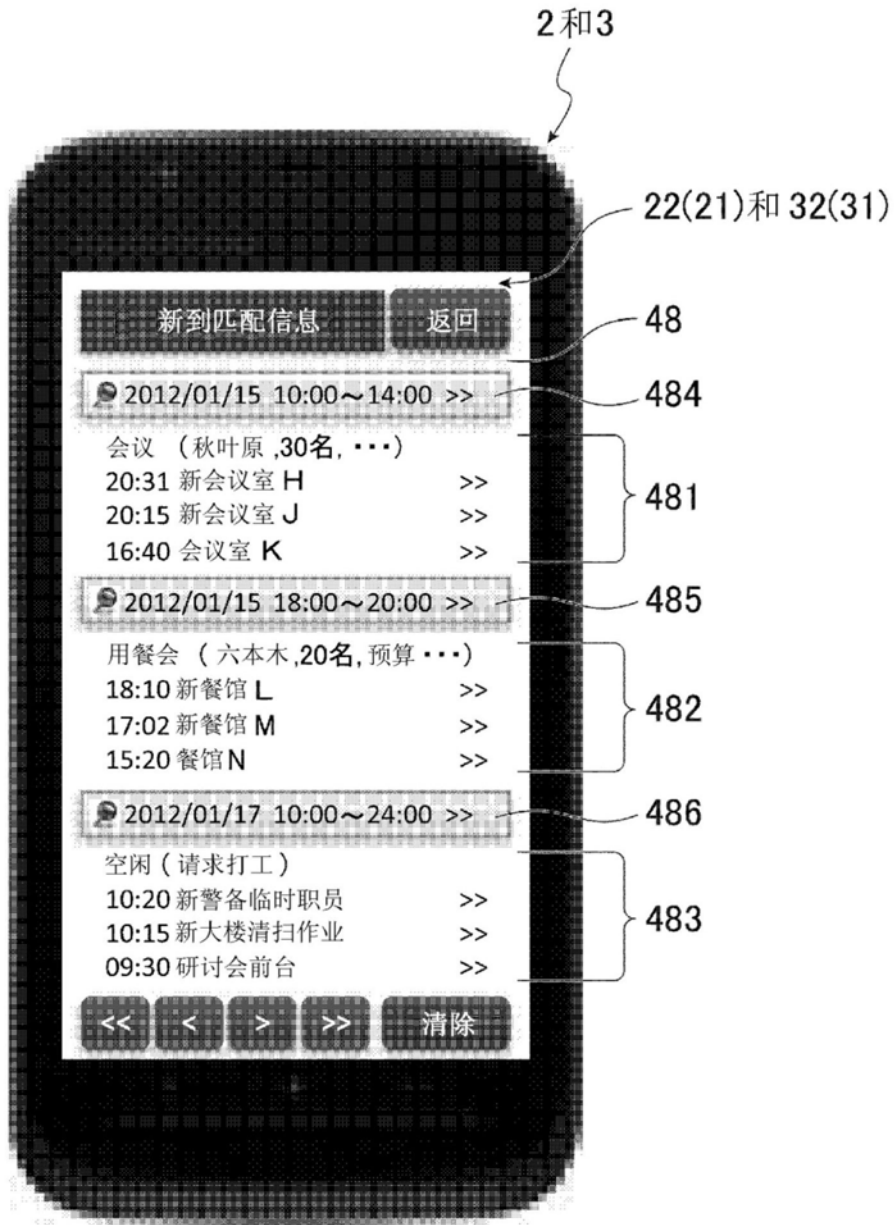 2和3
22(21)和 32(31)
新到匹配信息 返回
48
2012/01/15 10:00～14:00 >>
484
会议 （秋叶原 ,30名, ･･･）
20:31 新会议室 H >>
20:15 新会议室 J >>
16:40 会议室 K >>
481
2012/01/15 18:00～20:00 >>
485
用餐会 （ 六本木 ,20名, 预算 ･･･）
18:10 新餐馆 L >>
17:02 新餐馆 M >>
15:20 餐馆 N >>
482
2012/01/17 10:00～24:00 >>
486
空闲 ( 请求打工 )
10:20 新警备临时职员 >>
10:15 新大楼清扫作业 >>
09:30 研讨会前台 >>
483
<< < > >> 清除